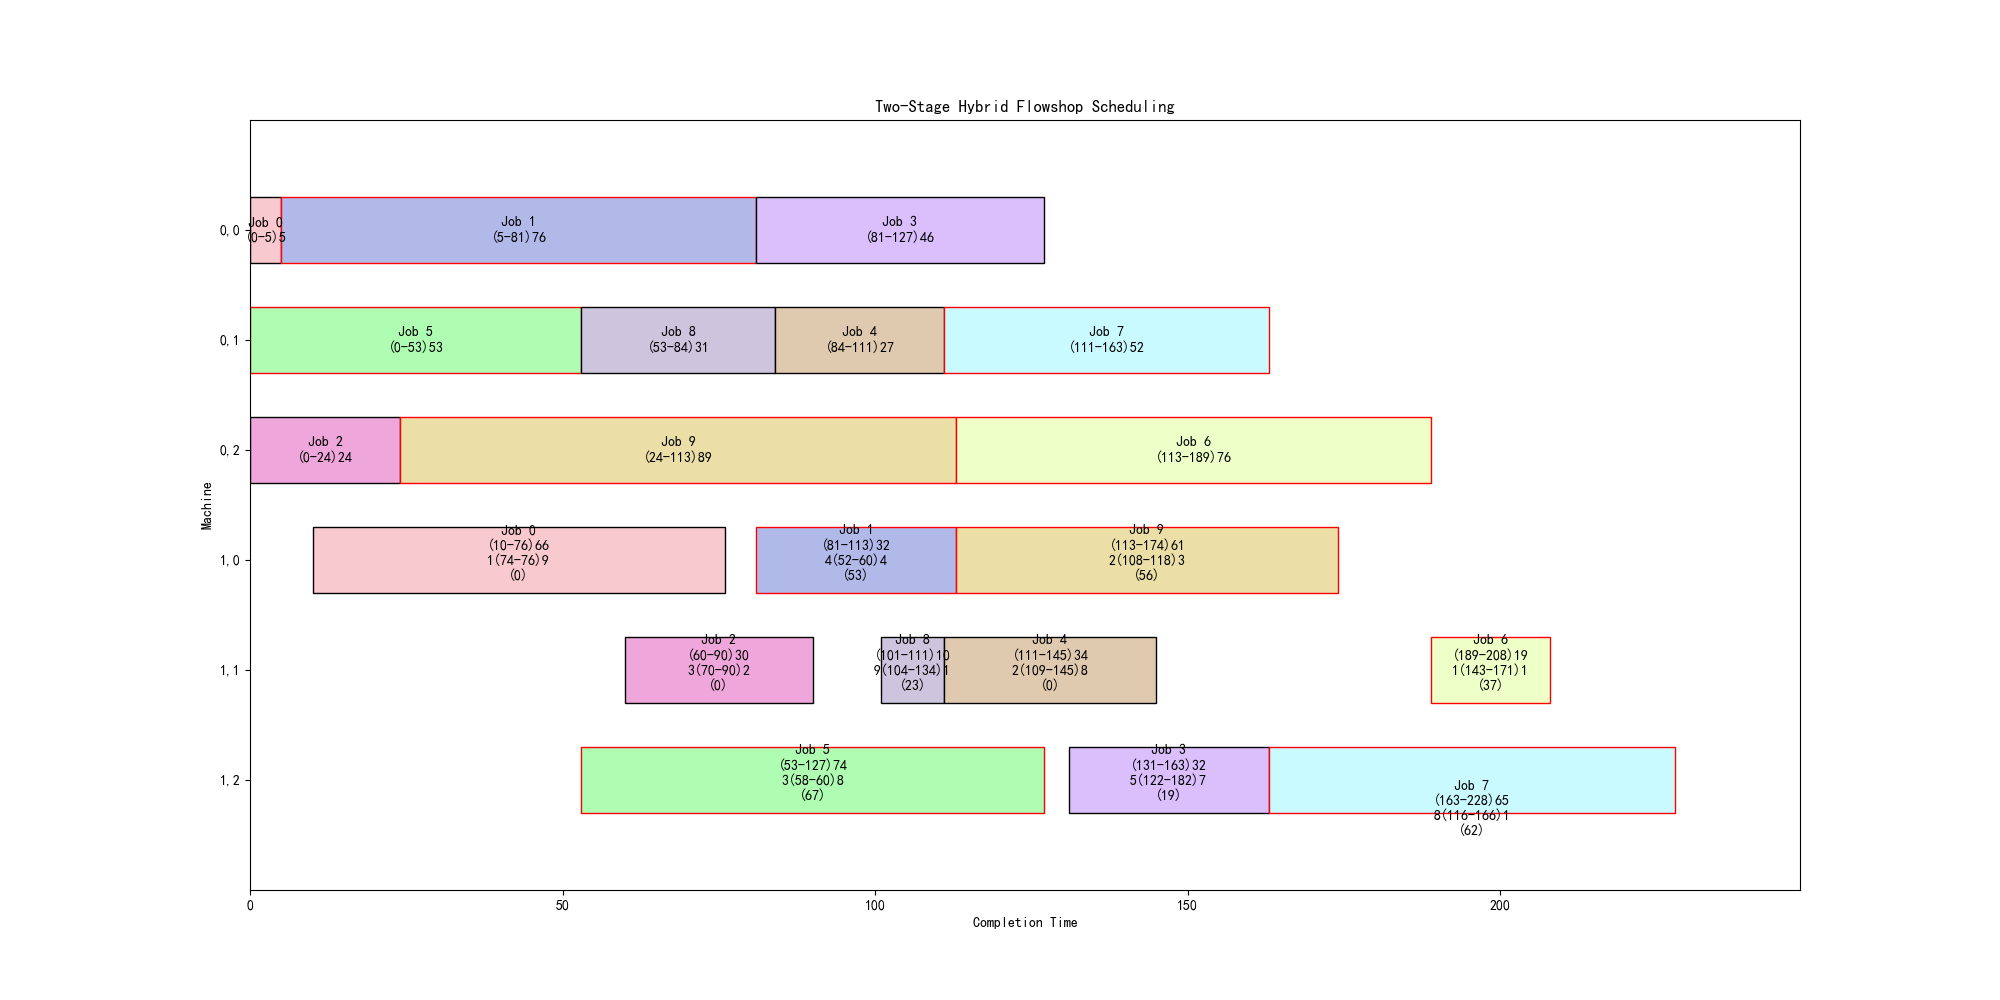 Two-Stage Hybrid Flowshop Scheduling
Machine
0,0
Job 0
(0-5)5
Job 1
(5-81)76
Job 3
(81-127)46
0,1
Job 5
(0-53)53
Job 8
(53-84)31
Job 4
(84-111)27
Job 7
(111-163)52
0,2
Job 2
(0-24)24
Job 9
(24-113)89
Job 6
(113-189)76
1,0
Job 0
(10-76)66
1(74-76)9
(0)
Job 1
(81-113)32
4(52-60)4
(53)
Job 9
(113-174)61
2(108-118)3
(56)
1,1
Job 2
(60-90)30
3(70-90)2
(0)
Job 8
(101-111)10
9(104-134)1
(23)
Job 4
(111-145)34
2(109-145)8
(0)
Job 6
(189-208)19
1(143-171)1
(37)
1,2
Job 5
(53-127)74
3(58-60)8
(67)
Job 3
(131-163)32
5(122-182)7
(19)
Job 7
(163-228)65
8(116-166)1
(62)
0 50 100 150 200
Completion Time